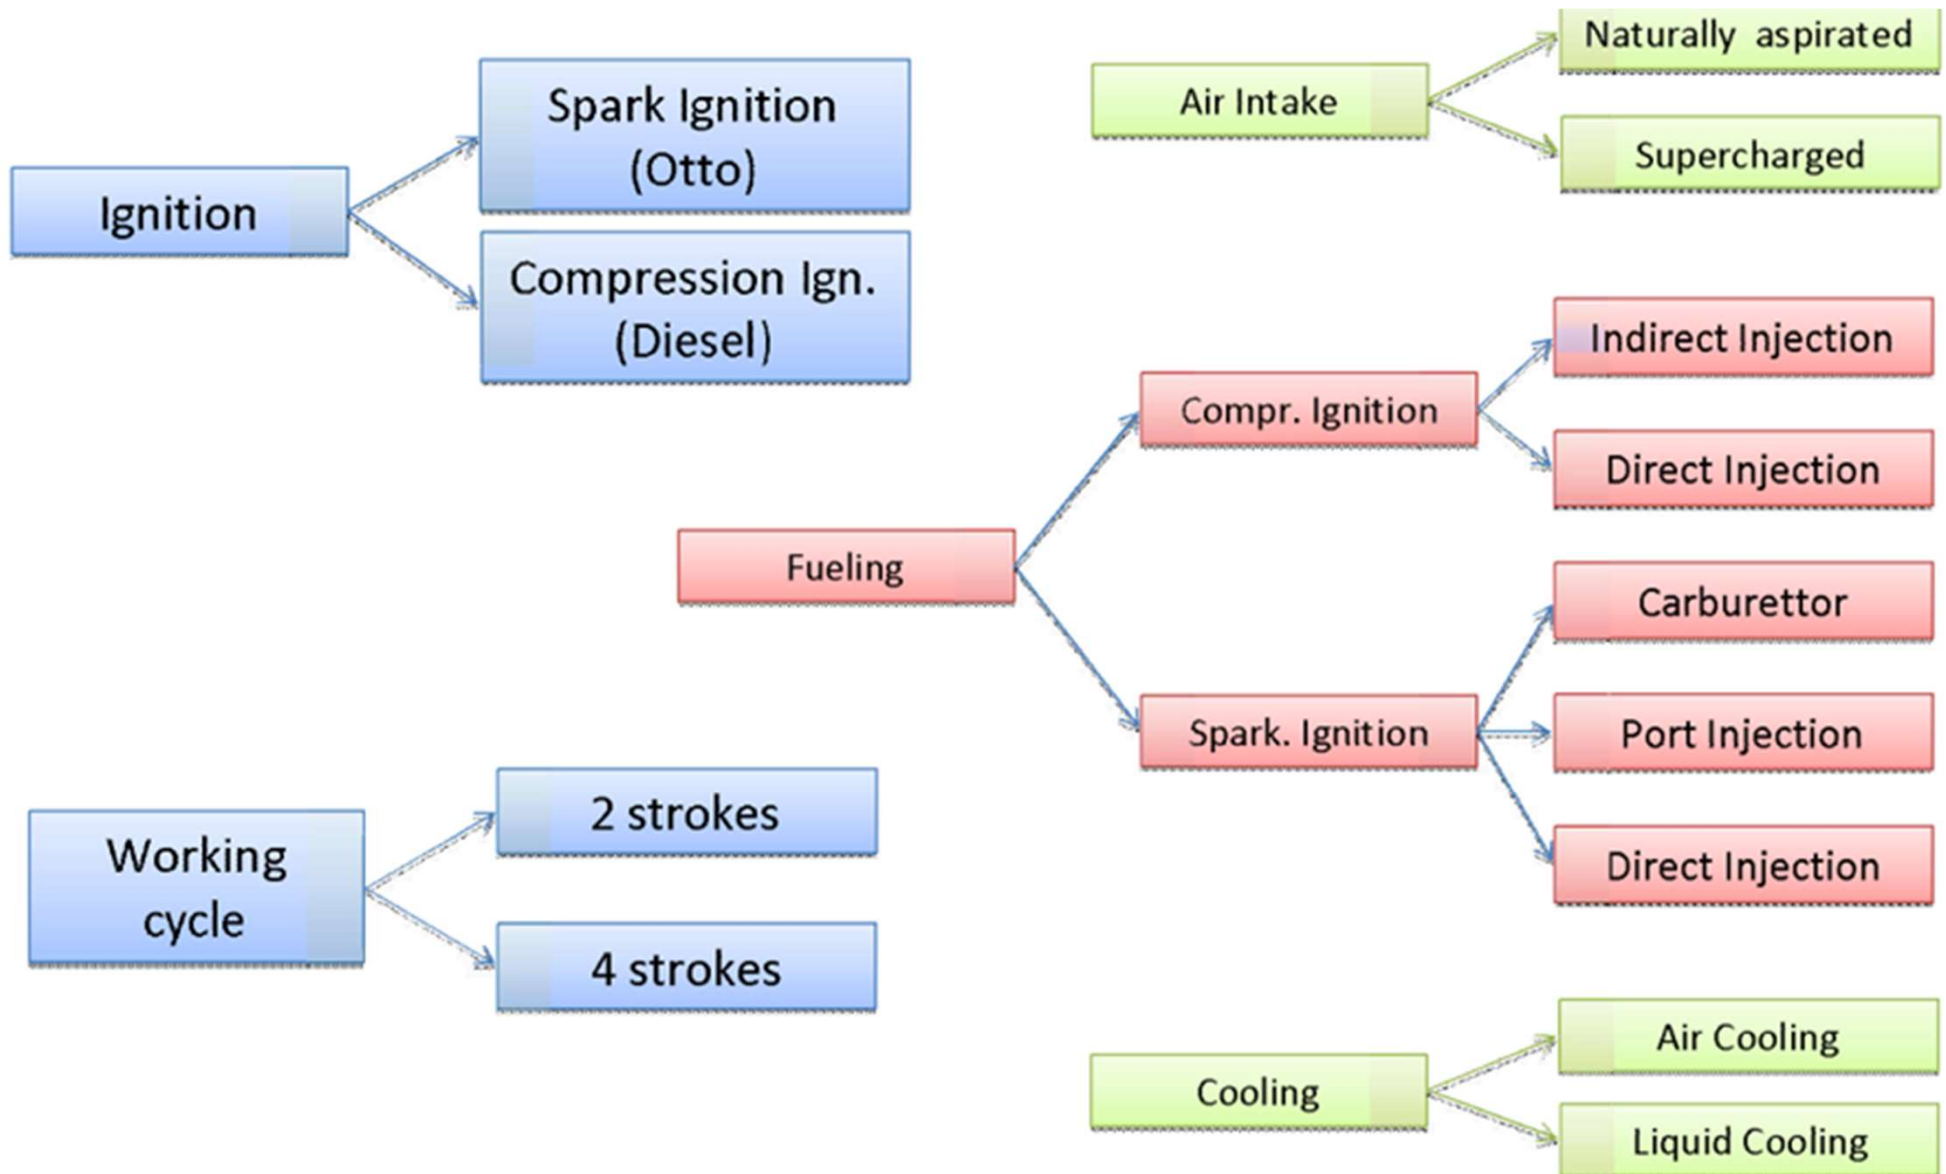 Ignition
Spark Ignition
(Otto)
Compression Ign.
(Diesel)
Air Intake
Naturally aspirated
Supercharged
Fueling
Compr. Ignition
Indirect Injection
Direct Injection
Spark. Ignition
Carburettor
Port Injection
Direct Injection
Working
cycle
2 strokes
4 strokes
Cooling
Air Cooling
Liquid Cooling